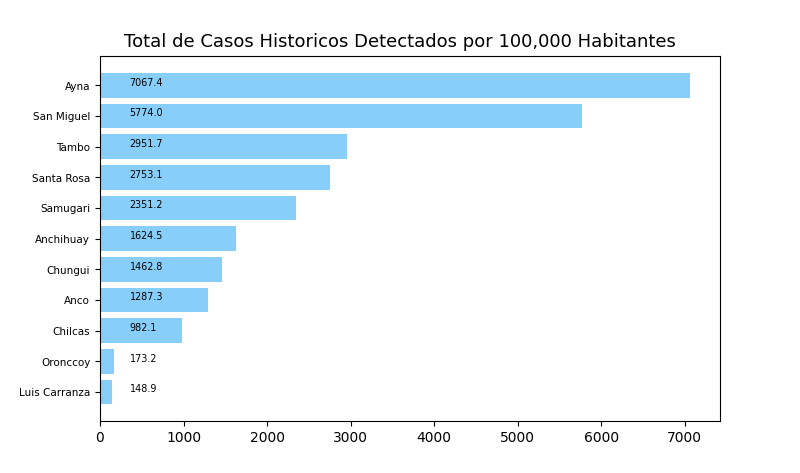 Total de Casos Historicos Detectados por 100,000 Habitantes
Ayna 7067.4
San Miguel 5774.0
Tambo 2951.7
Santa Rosa 2753.1
Samugari 2351.2
Anchihuay 1624.5
Chungui 1462.8
Anco 1287.3
Chilcas 982.1
Oronccoy 173.2
Luis Carranza 148.9
0 1000 2000 3000 4000 5000 6000 7000